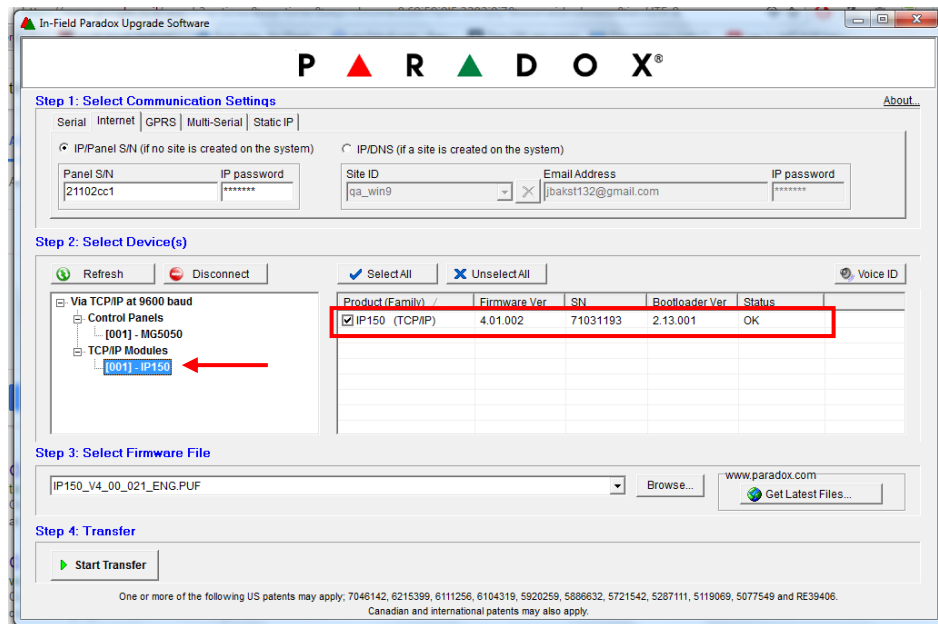 In-Field Paradox Upgrade Software
PARADOX®
Step 1: Select Communication Settings
About...
Serial Internet GPRS Multi-Serial Static IP
IP/Panel S/N (if no site is created on the system) IP/DNS (if a site is created on the system)
Panel S/N IP password Site ID Email Address IP password
21102cc1 ******* qa_win9 jbakst132@gmail.com *******
Step 2: Select Device(s)
Refresh Disconnect Select All Unselect All Voice ID
Via TCP/IP at 9600 baud
Control Panels
[001] - MG5050
TCP/IP Modules
[001] - IP150
Product (Family) / Firmware Ver SN Bootloader Ver Status
IP150 (TCP/IP) 4.01.002 71031193 2.13.001 OK
Step 3: Select Firmware File
IP150_V4_00_021_ENG.PUF Browse...
www.paradox.com
Get Latest Files...
Step 4: Transfer
Start Transfer
One or more of the following US patents may apply; 7046142, 6215399, 6111256, 6104319, 5920259, 5886632, 5721542, 5287111, 5119069, 5077549 and RE39406.
Canadian and international patents may also apply.